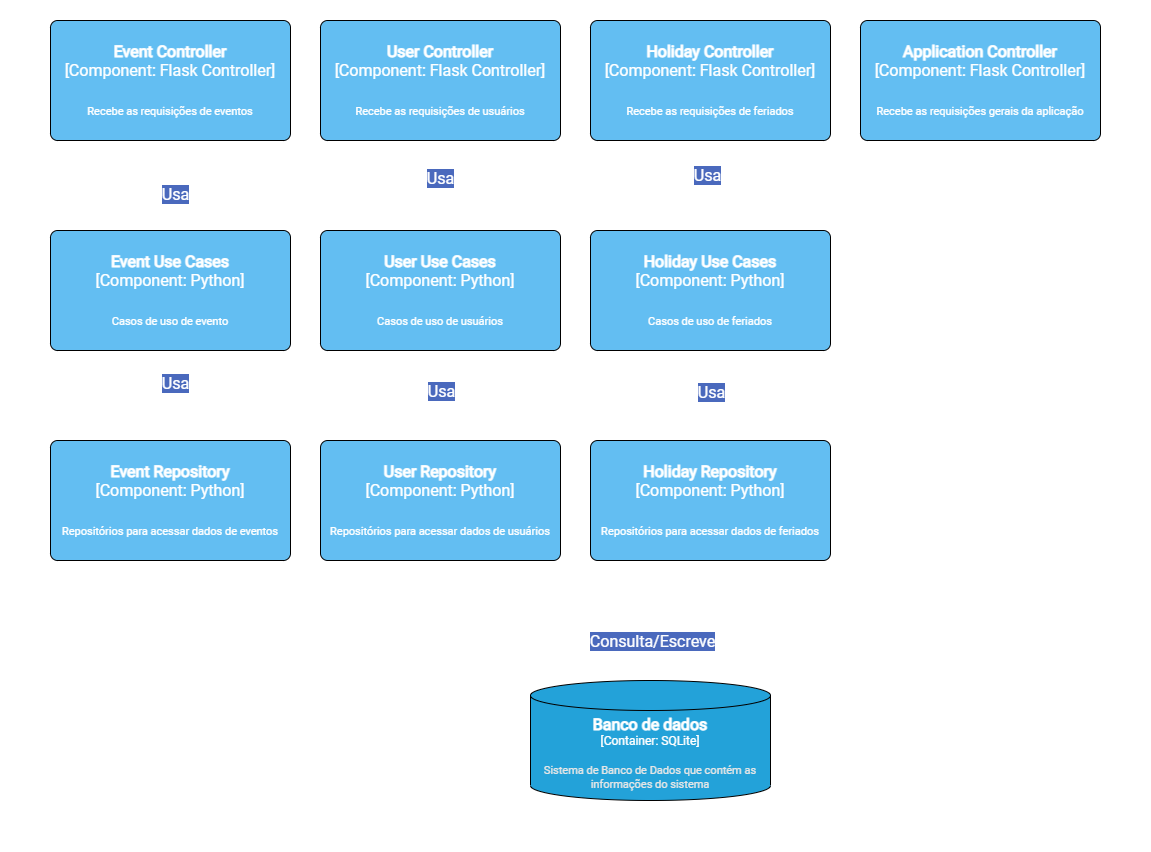 Event Controller
[Component: Flask Controller]
Recebe as requisições de eventos
User Controller
[Component: Flask Controller]
Recebe as requisições de usuários
Holiday Controller
[Component: Flask Controller]
Recebe as requisições de feriados
Application Controller
[Component: Flask Controller]
Recebe as requisições gerais da aplicação
Usa
Usa
Usa
Event Use Cases
[Component: Python]
Casos de uso de evento
User Use Cases
[Component: Python]
Casos de uso de usuários
Holiday Use Cases
[Component: Python]
Casos de uso de feriados
Usa
Usa
Usa
Event Repository
[Component: Python]
Repositórios para acessar dados de eventos
User Repository
[Component: Python]
Repositórios para acessar dados de usuários
Holiday Repository
[Component: Python]
Repositórios para acessar dados de feriados
Consulta/Escreve
Banco de dados
[Container: SQLite]
Sistema de Banco de Dados que contém as
informações do sistema